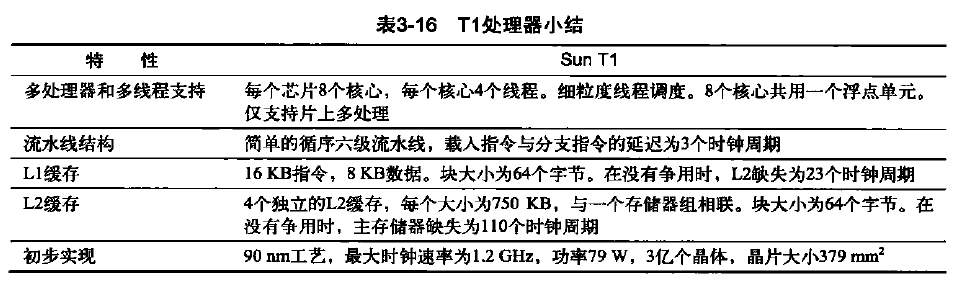 表3-16 T1处理器小结
特 性 Sun T1
多处理器和多线程支持 每个芯片8个核心，每个核心4个线程。细粒度线程调度。8个核心共用一个浮点单元。
仅支持片上多处理
流水线结构 简单的循序六级流水线，载入指令与分支指令的延迟为3个时钟周期
L1缓存 16 KB指令，8 KB数据。块大小为64个字节。在没有争用时，L2缺失为23个时钟周期
L2缓存 4个独立的L2缓存，每个大小为750 KB，与一个存储器组相联。块大小为64个字节。在
没有争用时，主存储器缺失为110个时钟周期
初步实现 90 nm工艺，最大时钟速率为1.2 GHz，功率79 W，3亿个晶体，晶片大小379 mm²